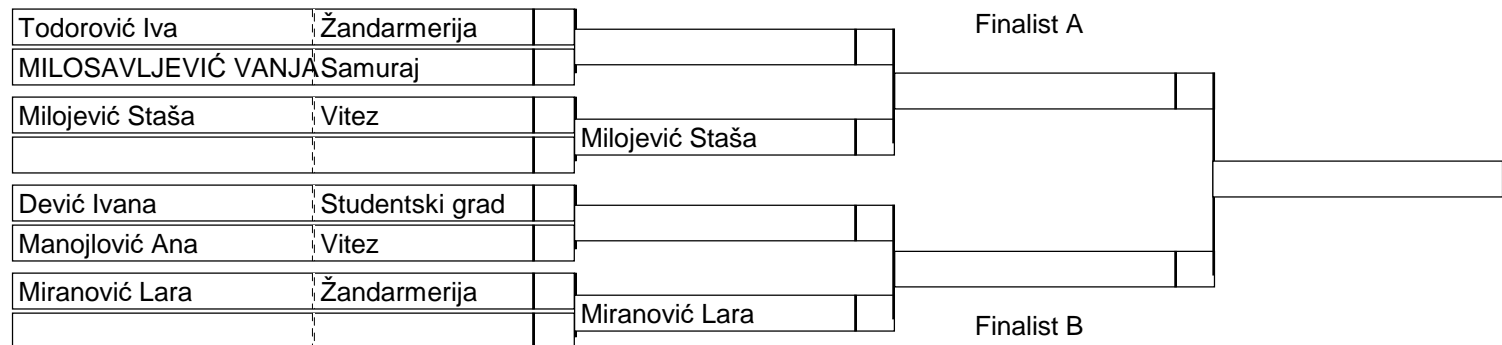 Todorović Iva Žandarmerija Finalist A
MILOSAVLJEVIĆ VANJA Samuraj
Milojević Staša Vitez
Milojević Staša
Dević Ivana Studentski grad
Manojlović Ana Vitez
Miranović Lara Žandarmerija
Miranović Lara
Finalist B